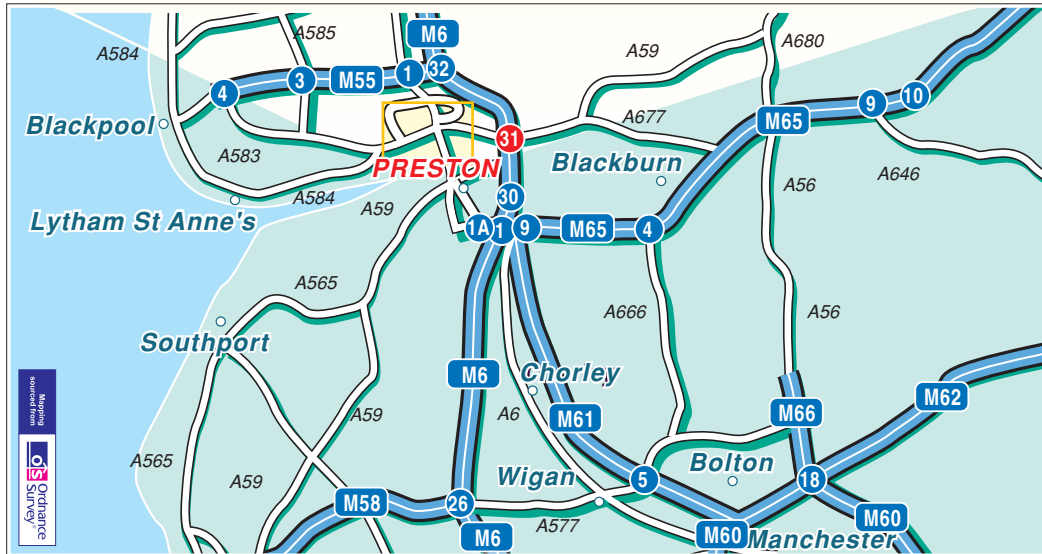 A584
A585
M6
A59
A680
4
3
M55
1
32
9
10
M65
Blackpool
31
A677
A583
PRESTON
Blackburn
A646
A584
A59
30
A56
Lytham St Anne's
1A
1
9
M65
4
A565
A666
A56
Southport
M6
Chorley
M62
A59
A6
M61
M66
Mapping
sourced from
A565
A59
Wigan
5
Bolton
18
os
Ordnance
Survey®
M58
26
A577
M6
M60
Manchester
M60